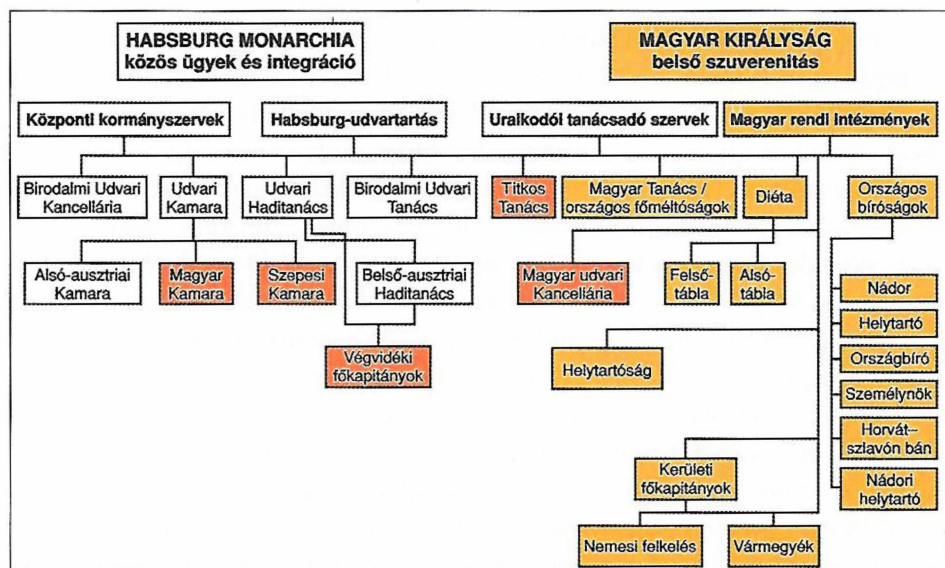 HABSBURG MONARCHIA
közös ügyek és integráció
MAGYAR KIRÁLYSÁG
belső szuverenitás
Központi kormányszervek
Habsburg-udvartartás
Uralkodói tanácsadó szervek
Magyar rendi intézmények
Birodalmi Udvari
Kancellária
Udvari
Kamara
Udvari
Haditanács
Birodalmi Udvari
Tanács
Titkos
Tanács
Magyar Tanács /
országos főméltóságok
Diéta
Országos
bíróságok
Alsó-ausztriai
Kamara
Magyar
Kamara
Szepesi
Kamara
Belső-ausztriai
Haditanács
Magyar udvari
Kancellária
Felső-
tábla
Alsó-
tábla
Nádor
Helytartó
Országbíró
Személynök
Horvát–
szlavón bán
Nádori
helytartó
Végvidéki
főkapitányok
Helytartóság
Kerületi
főkapitányok
Nemesi felkelés
Vármegyék